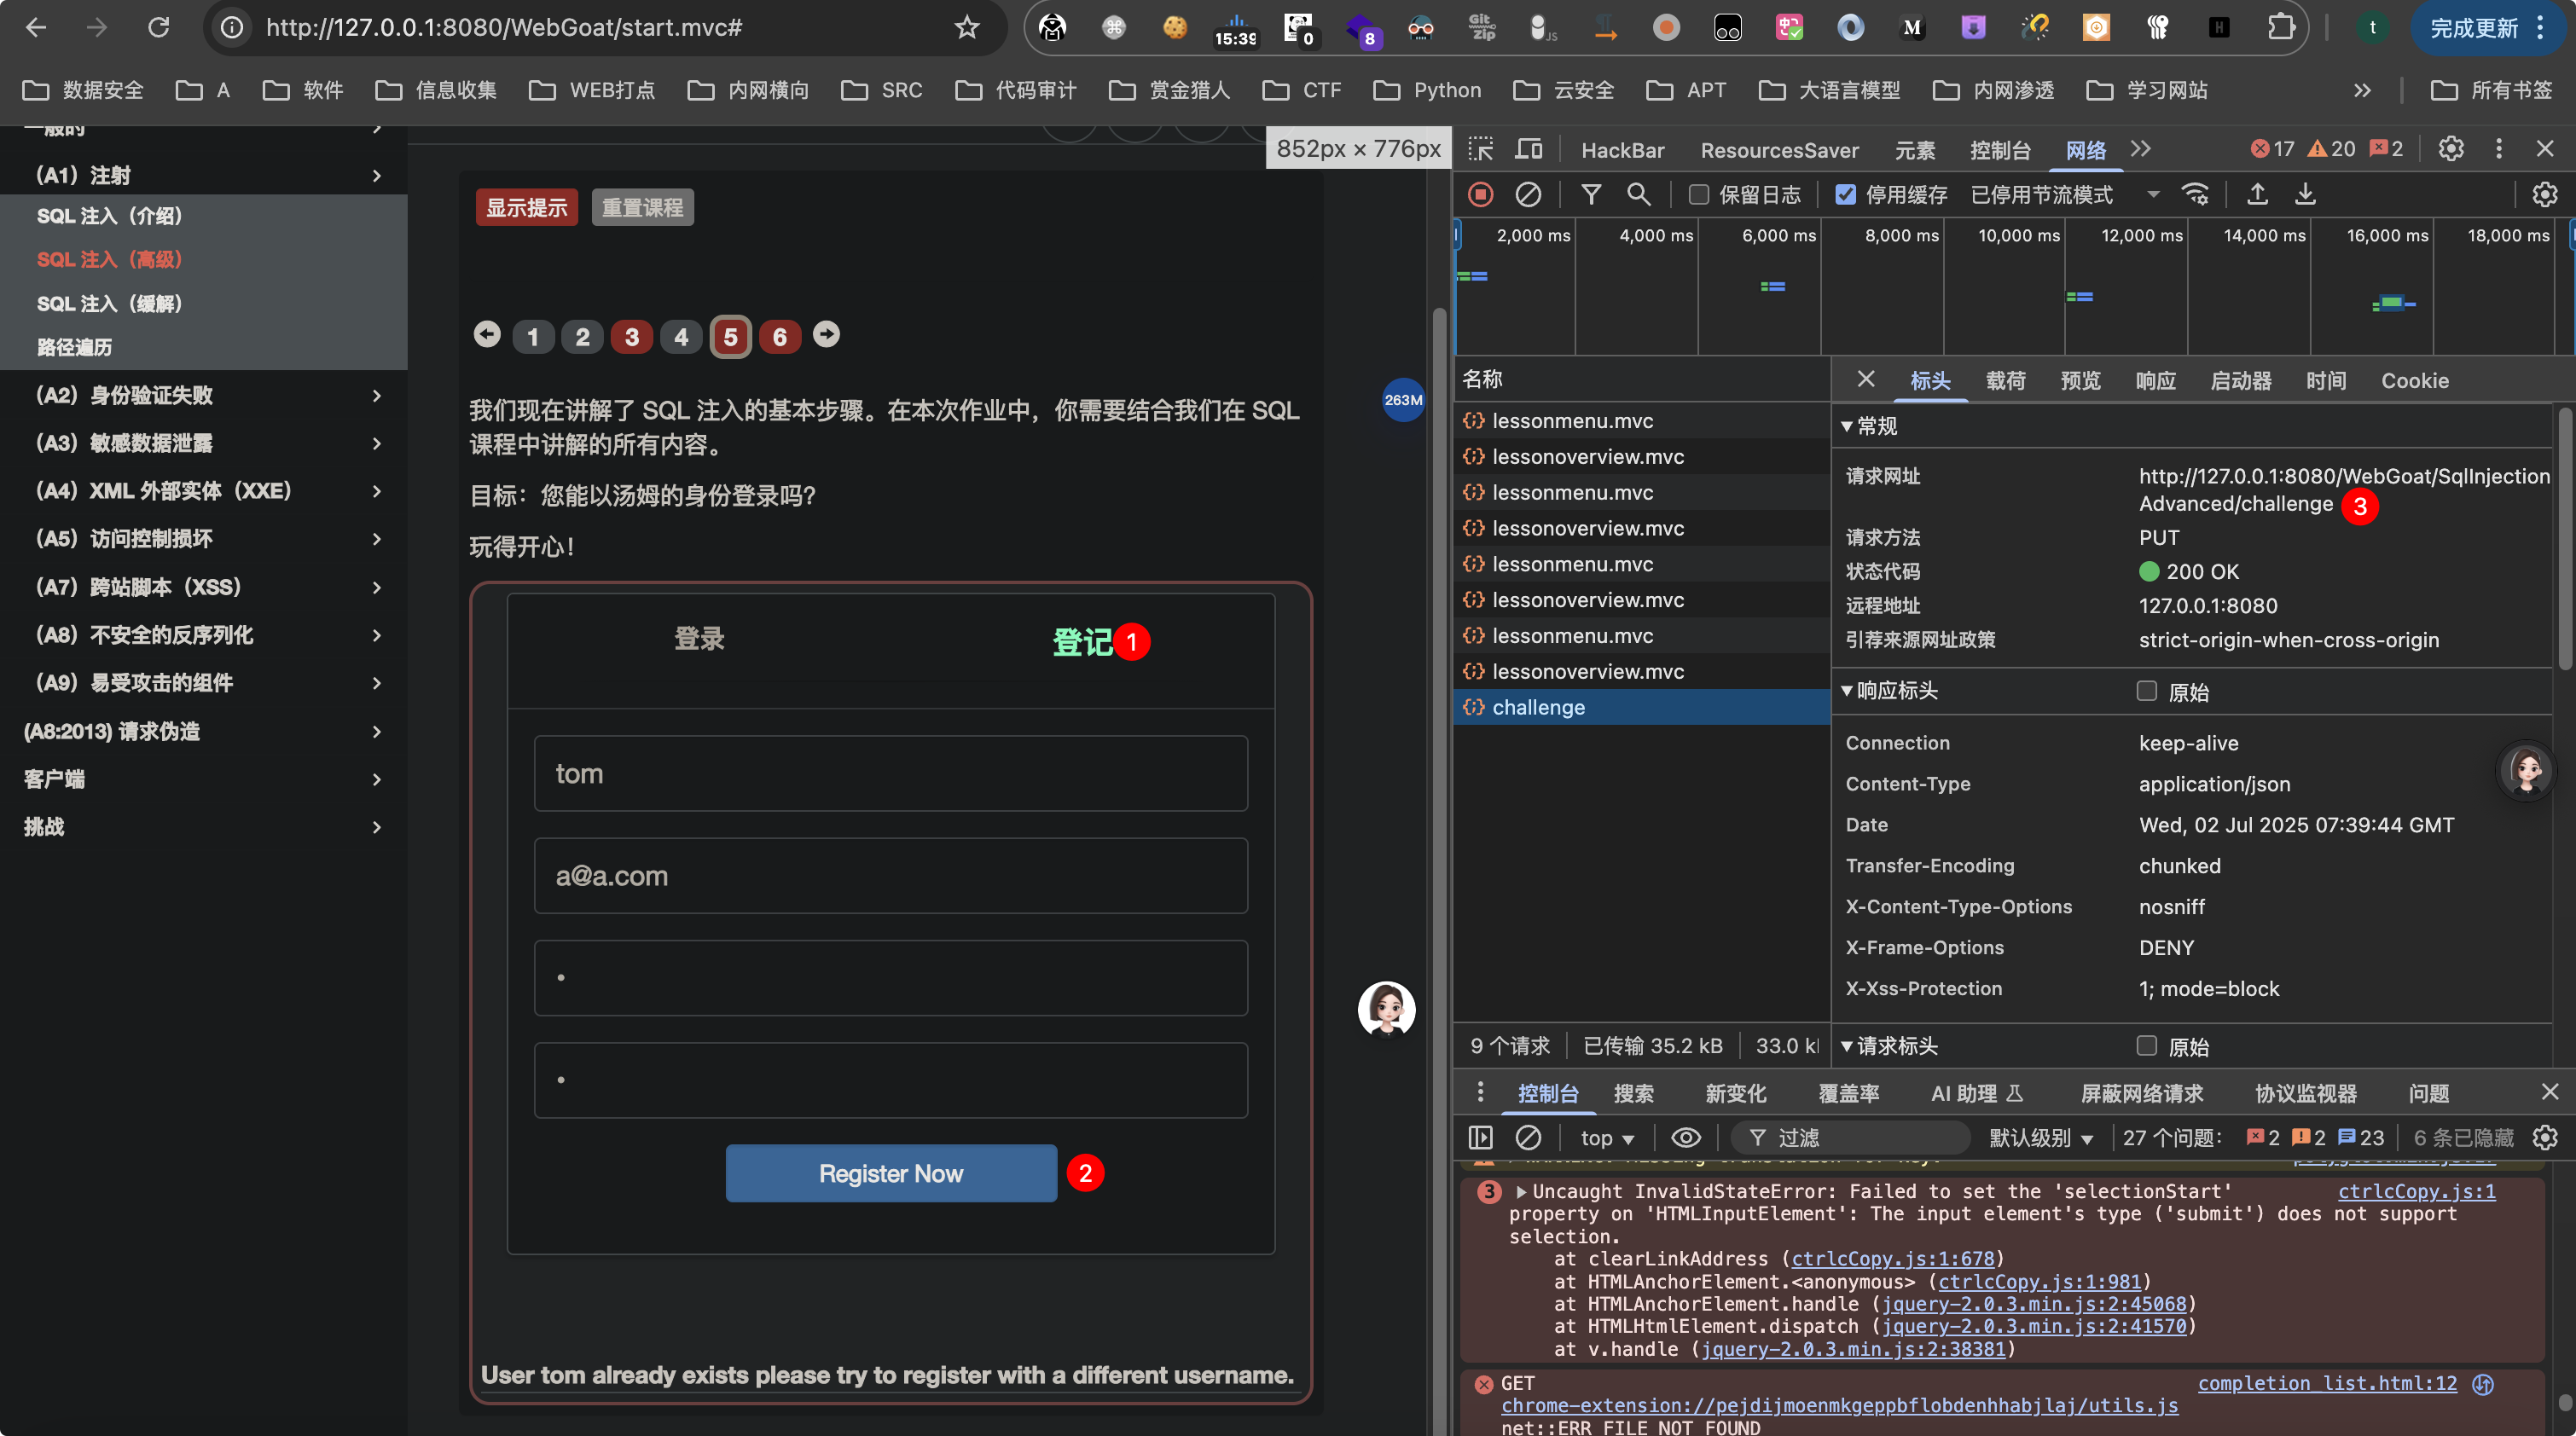 http://127.0.0.1:8080/WebGoat/start.mvc#
15:39
0
8
Git
Zip
JS
M
H
t
完成更新
数据安全
A
软件
信息收集
WEB打点
内网横向
SRC
代码审计
赏金猎人
CTF
Python
云安全
APT
大语言模型
内网渗透
学习网站
所有书签
一般的
（A1）注射
SQL 注入（介绍）
SQL 注入（高级）
SQL 注入（缓解）
路径遍历
（A2）身份验证失败
（A3）敏感数据泄露
（A4）XML 外部实体（XXE）
（A5）访问控制损坏
（A7）跨站脚本（XSS）
（A8）不安全的反序列化
（A9）易受攻击的组件
(A8:2013) 请求伪造
客户端
挑战
852px × 776px
显示提示
重置课程
1 2 3 4 5 6
263M
我们现在讲解了 SQL 注入的基本步骤。在本次作业中，你需要结合我们在 SQL
课程中讲解的所有内容。
目标：您能以汤姆的身份登录吗？
玩得开心！
登录
登记 1
tom
a@a.com
Register Now 2
User tom already exists please try to register with a different username.
HackBar
ResourcesSaver
元素
控制台
网络
17
20
2
保留日志
停用缓存
已停用节流模式
2,000 ms
4,000 ms
6,000 ms
8,000 ms
10,000 ms
12,000 ms
14,000 ms
16,000 ms
18,000 ms
名称
lessonmenu.mvc
lessonoverview.mvc
lessonmenu.mvc
lessonoverview.mvc
lessonmenu.mvc
lessonoverview.mvc
lessonmenu.mvc
lessonoverview.mvc
challenge
9 个请求
已传输 35.2 kB
33.0 k
标头
载荷
预览
响应
启动器
时间
Cookie
常规
请求网址
http://127.0.0.1:8080/WebGoat/SqlInjection
Advanced/challenge 3
请求方法
PUT
状态代码
200 OK
远程地址
127.0.0.1:8080
引荐来源网址政策
strict-origin-when-cross-origin
响应标头
原始
Connection
keep-alive
Content-Type
application/json
Date
Wed, 02 Jul 2025 07:39:44 GMT
Transfer-Encoding
chunked
X-Content-Type-Options
nosniff
X-Frame-Options
DENY
X-Xss-Protection
1; mode=block
请求标头
原始
控制台
搜索
新变化
覆盖率
AI 助理
屏蔽网络请求
协议监视器
问题
top
过滤
默认级别
27 个问题：
2
2
23
6 条已隐藏
3 Uncaught InvalidStateError: Failed to set the 'selectionStart' ctrlcCopy.js:1
property on 'HTMLInputElement': The input element's type ('submit') does not support
selection.
at clearLinkAddress (ctrlcCopy.js:1:678)
at HTMLAnchorElement.<anonymous> (ctrlcCopy.js:1:981)
at HTMLAnchorElement.handle (jquery-2.0.3.min.js:2:45068)
at HTMLHtmlElement.dispatch (jquery-2.0.3.min.js:2:41570)
at v.handle (jquery-2.0.3.min.js:2:38381)
GET completion_list.html:12
chrome-extension://pejdijmoenmkgeppbflobdenhhabjlaj/utils.js
net::ERR_FILE_NOT_FOUND